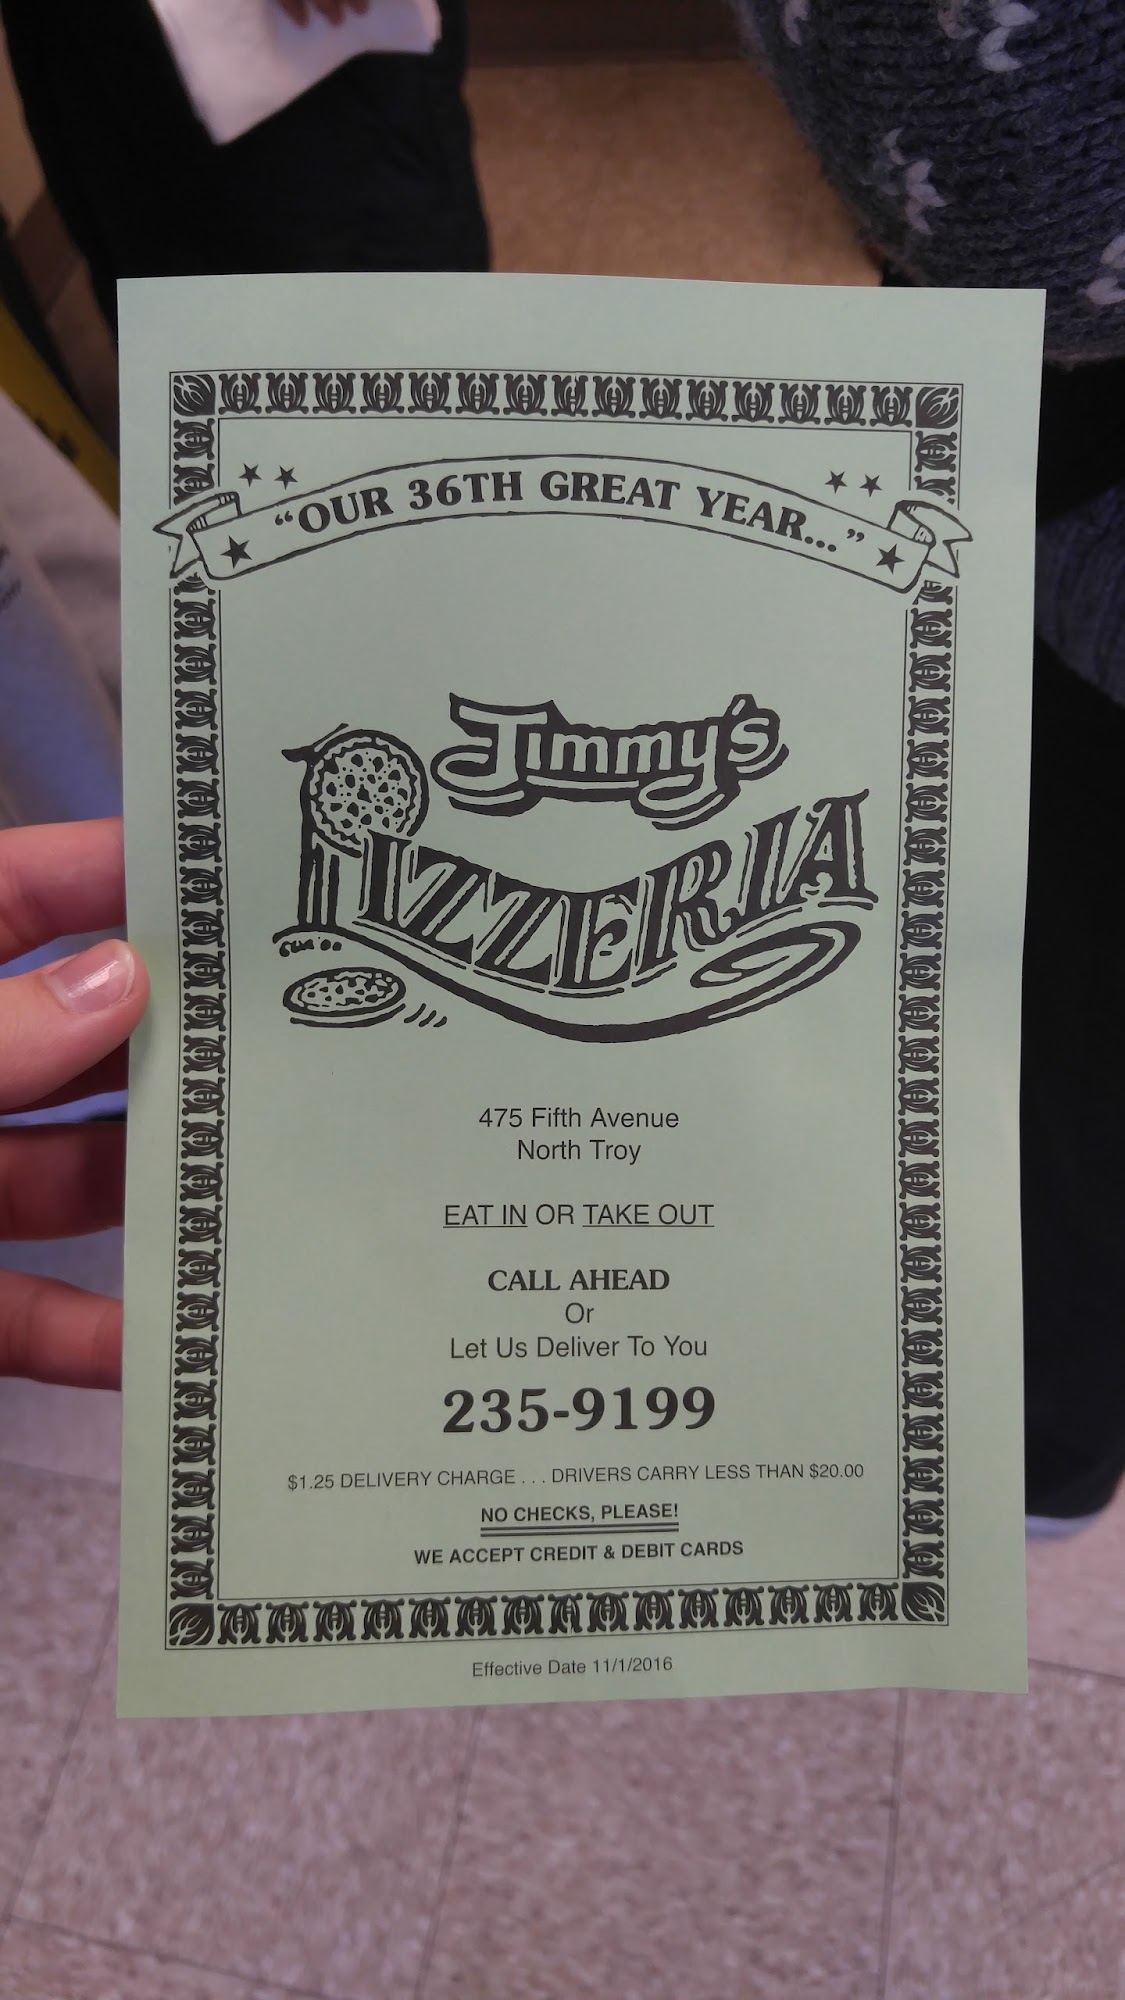 “OUR 36TH GREAT YEAR...”
Jimmy's
PIZZERIA
475 Fifth Avenue
North Troy
EAT IN OR TAKE OUT
CALL AHEAD
Or
Let Us Deliver To You
235-9199
$1.25 DELIVERY CHARGE . . . DRIVERS CARRY LESS THAN $20.00
NO CHECKS, PLEASE!
WE ACCEPT CREDIT & DEBIT CARDS
Effective Date 11/1/2016